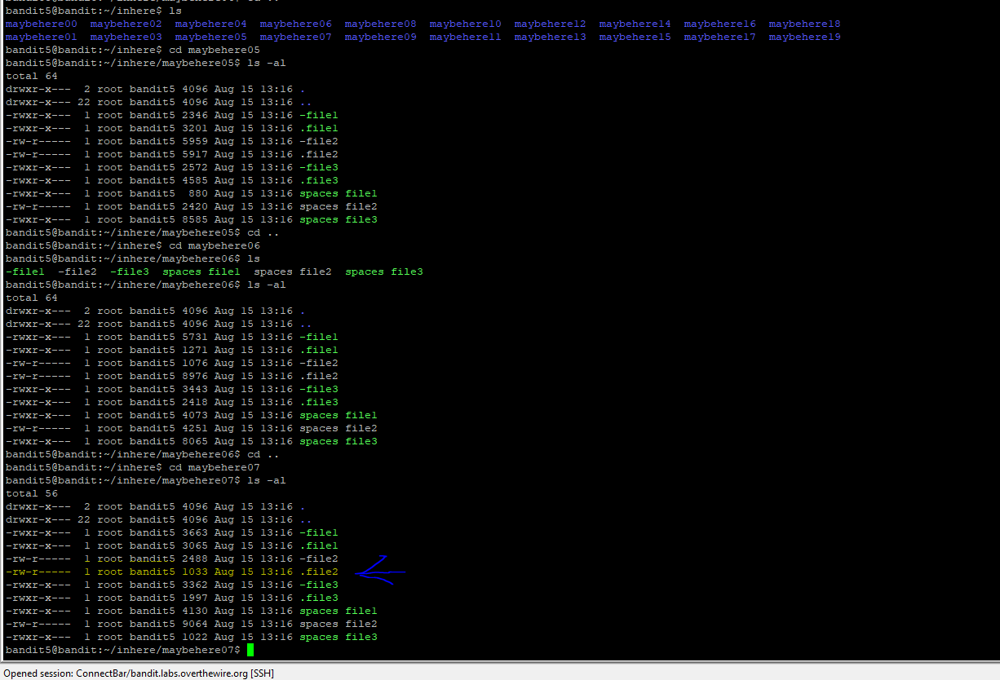 bandit5@bandit:~/inhere$ ls
maybehere00  maybehere02  maybehere04  maybehere06  maybehere08  maybehere10  maybehere12  maybehere14  maybehere16  maybehere18
maybehere01  maybehere03  maybehere05  maybehere07  maybehere09  maybehere11  maybehere13  maybehere15  maybehere17  maybehere19
bandit5@bandit:~/inhere$ cd maybehere05
bandit5@bandit:~/inhere/maybehere05$ ls -al
total 64
drwxr-x---  2 root bandit5 4096 Aug 15 13:16 .
drwxr-x--- 22 root bandit5 4096 Aug 15 13:16 ..
-rwxr-x---  1 root bandit5 2346 Aug 15 13:16 -file1
-rwxr-x---  1 root bandit5 3201 Aug 15 13:16 .file1
-rw-r-----  1 root bandit5 5959 Aug 15 13:16 -file2
-rw-r-----  1 root bandit5 5917 Aug 15 13:16 .file2
-rwxr-x---  1 root bandit5 2572 Aug 15 13:16 -file3
-rwxr-x---  1 root bandit5 4585 Aug 15 13:16 .file3
-rwxr-x---  1 root bandit5  880 Aug 15 13:16 spaces file1
-rw-r-----  1 root bandit5 2420 Aug 15 13:16 spaces file2
-rwxr-x---  1 root bandit5 8585 Aug 15 13:16 spaces file3
bandit5@bandit:~/inhere/maybehere05$ cd ..
bandit5@bandit:~/inhere$ cd maybehere06
bandit5@bandit:~/inhere/maybehere06$ ls
-file1  -file2  -file3  spaces file1  spaces file2  spaces file3
bandit5@bandit:~/inhere/maybehere06$ ls -al
total 64
drwxr-x---  2 root bandit5 4096 Aug 15 13:16 .
drwxr-x--- 22 root bandit5 4096 Aug 15 13:16 ..
-rwxr-x---  1 root bandit5 5731 Aug 15 13:16 -file1
-rwxr-x---  1 root bandit5 1271 Aug 15 13:16 .file1
-rw-r-----  1 root bandit5 1076 Aug 15 13:16 -file2
-rw-r-----  1 root bandit5 8976 Aug 15 13:16 .file2
-rwxr-x---  1 root bandit5 3443 Aug 15 13:16 -file3
-rwxr-x---  1 root bandit5 2418 Aug 15 13:16 .file3
-rwxr-x---  1 root bandit5 4073 Aug 15 13:16 spaces file1
-rw-r-----  1 root bandit5 4251 Aug 15 13:16 spaces file2
-rwxr-x---  1 root bandit5 8065 Aug 15 13:16 spaces file3
bandit5@bandit:~/inhere/maybehere06$ cd ..
bandit5@bandit:~/inhere$ cd maybehere07
bandit5@bandit:~/inhere/maybehere07$ ls -al
total 56
drwxr-x---  2 root bandit5 4096 Aug 15 13:16 .
drwxr-x--- 22 root bandit5 4096 Aug 15 13:16 ..
-rwxr-x---  1 root bandit5 3663 Aug 15 13:16 -file1
-rwxr-x---  1 root bandit5 3065 Aug 15 13:16 .file1
-rw-r-----  1 root bandit5 2488 Aug 15 13:16 -file2
-rw-r-----  1 root bandit5 1033 Aug 15 13:16 .file2
-rwxr-x---  1 root bandit5 3362 Aug 15 13:16 -file3
-rwxr-x---  1 root bandit5 1997 Aug 15 13:16 .file3
-rwxr-x---  1 root bandit5 4130 Aug 15 13:16 spaces file1
-rw-r-----  1 root bandit5 9064 Aug 15 13:16 spaces file2
-rwxr-x---  1 root bandit5 1022 Aug 15 13:16 spaces file3
bandit5@bandit:~/inhere/maybehere07$
Opened session: ConnectBar/bandit.labs.overthewire.org [SSH]